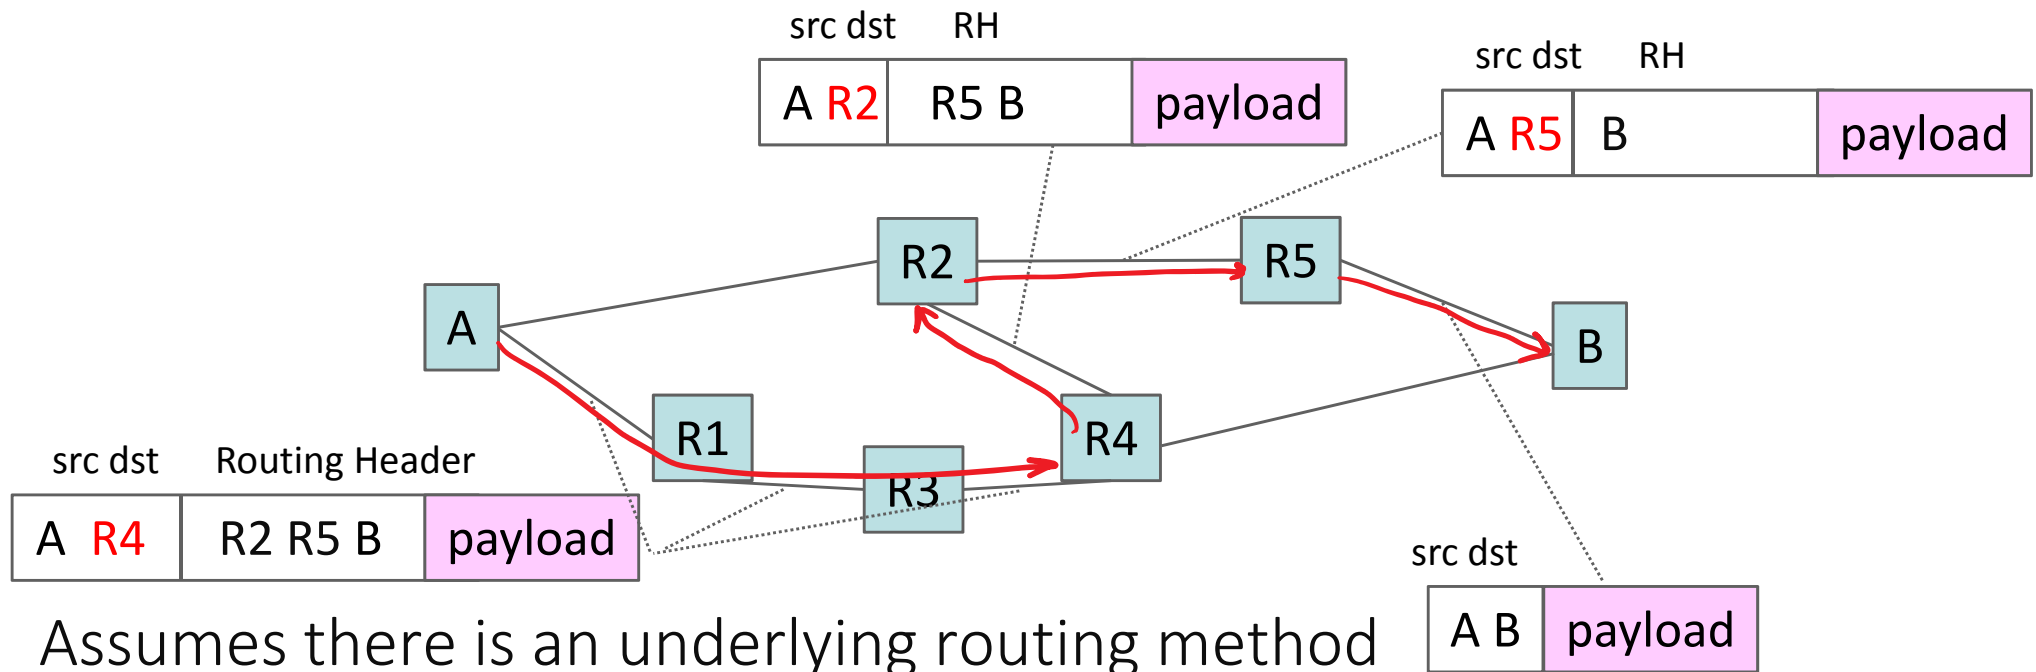 src dst RH
A R2 R5 B payload
src dst RH
A R5 B payload
R2
R5
A
B
R1
R4
R3
src dst Routing Header
A R4 R2 R5 B payload
src dst
A B payload
Assumes there is an underlying routing method